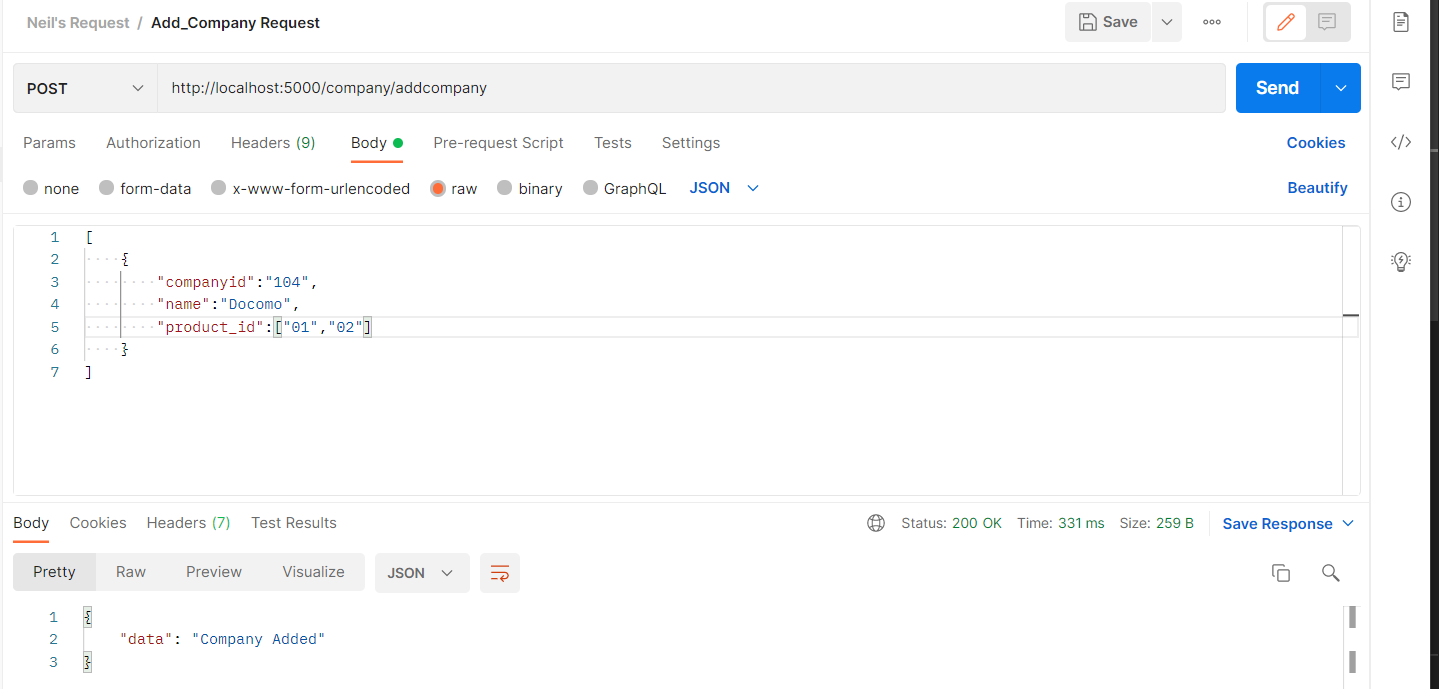 Neil's Request / Add_Company Request
Save
POST
http://localhost:5000/company/addcompany
Send
Params Authorization Headers (9) Body Pre-request Script Tests Settings Cookies
none form-data x-www-form-urlencoded raw binary GraphQL JSON Beautify
1 [
2 {
3 "companyid":"104",
4 "name":"Docomo",
5 "product_id":["01","02"]
6 }
7 ]
Body Cookies Headers (7) Test Results Status: 200 OK Time: 331 ms Size: 259 B Save Response
Pretty Raw Preview Visualize JSON
1 {
2 "data": "Company Added"
3 }